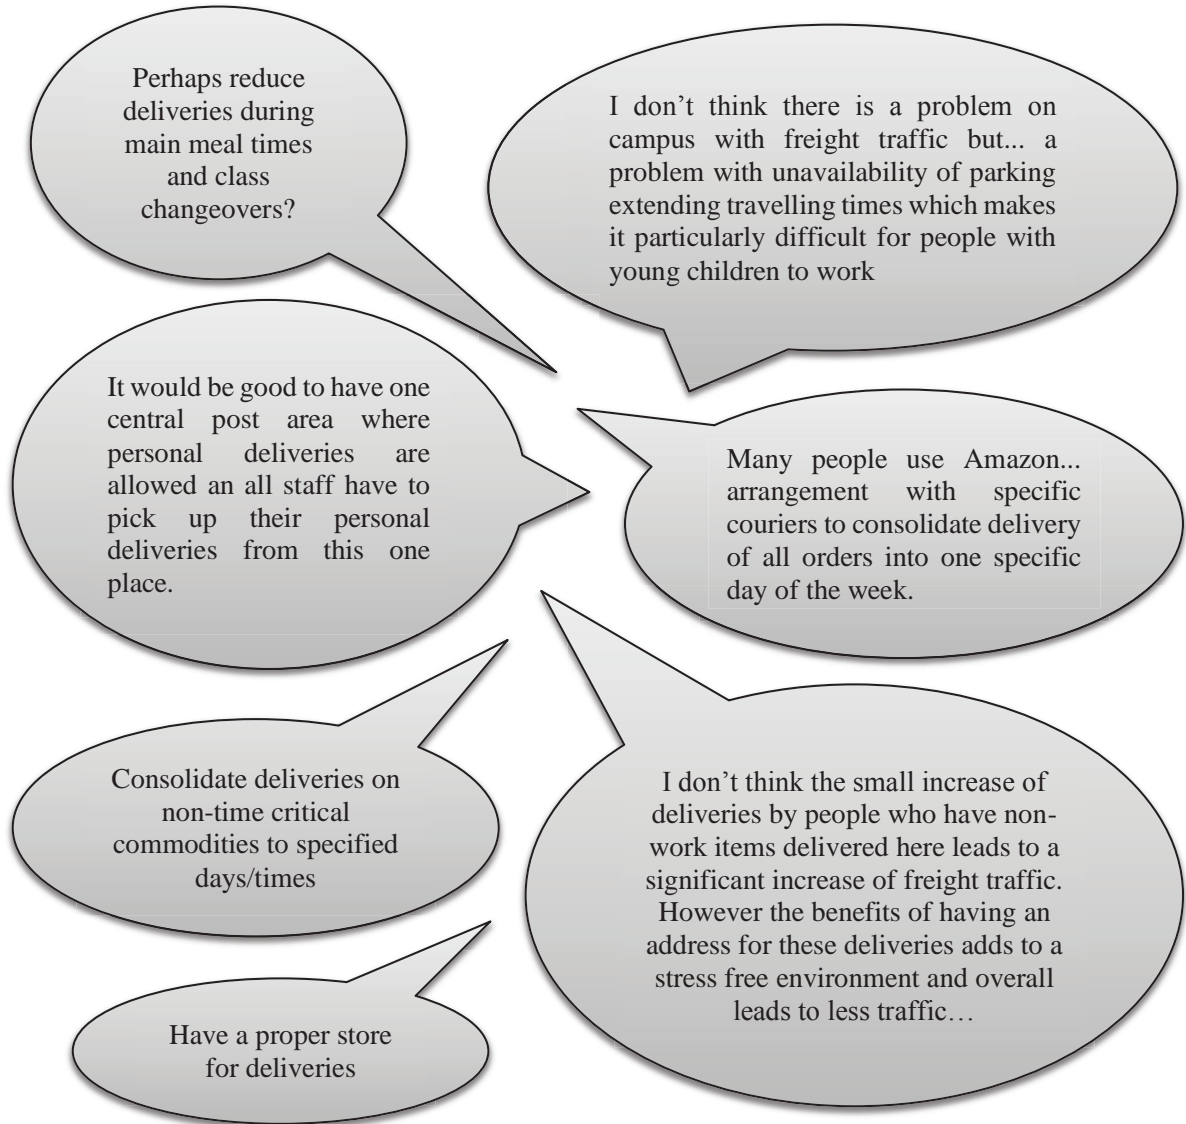 Perhaps reduce
deliveries during
main meal times
and class
changeovers?
I don’t think there is a problem on
campus with freight traffic but... a
problem with unavailability of parking
extending travelling times which makes
it particularly difficult for people with
young children to work
It would be good to have one
central post area where
personal deliveries are
allowed an all staff have to
pick up their personal
deliveries from this one
place.
Many people use Amazon...
arrangement with specific
couriers to consolidate delivery
of all orders into one specific
day of the week.
Consolidate deliveries on
non-time critical
commodities to specified
days/times
I don’t think the small increase of
deliveries by people who have non-
work items delivered here leads to a
significant increase of freight traffic.
However the benefits of having an
address for these deliveries adds to a
stress free environment and overall
leads to less traffic…
Have a proper store
for deliveries